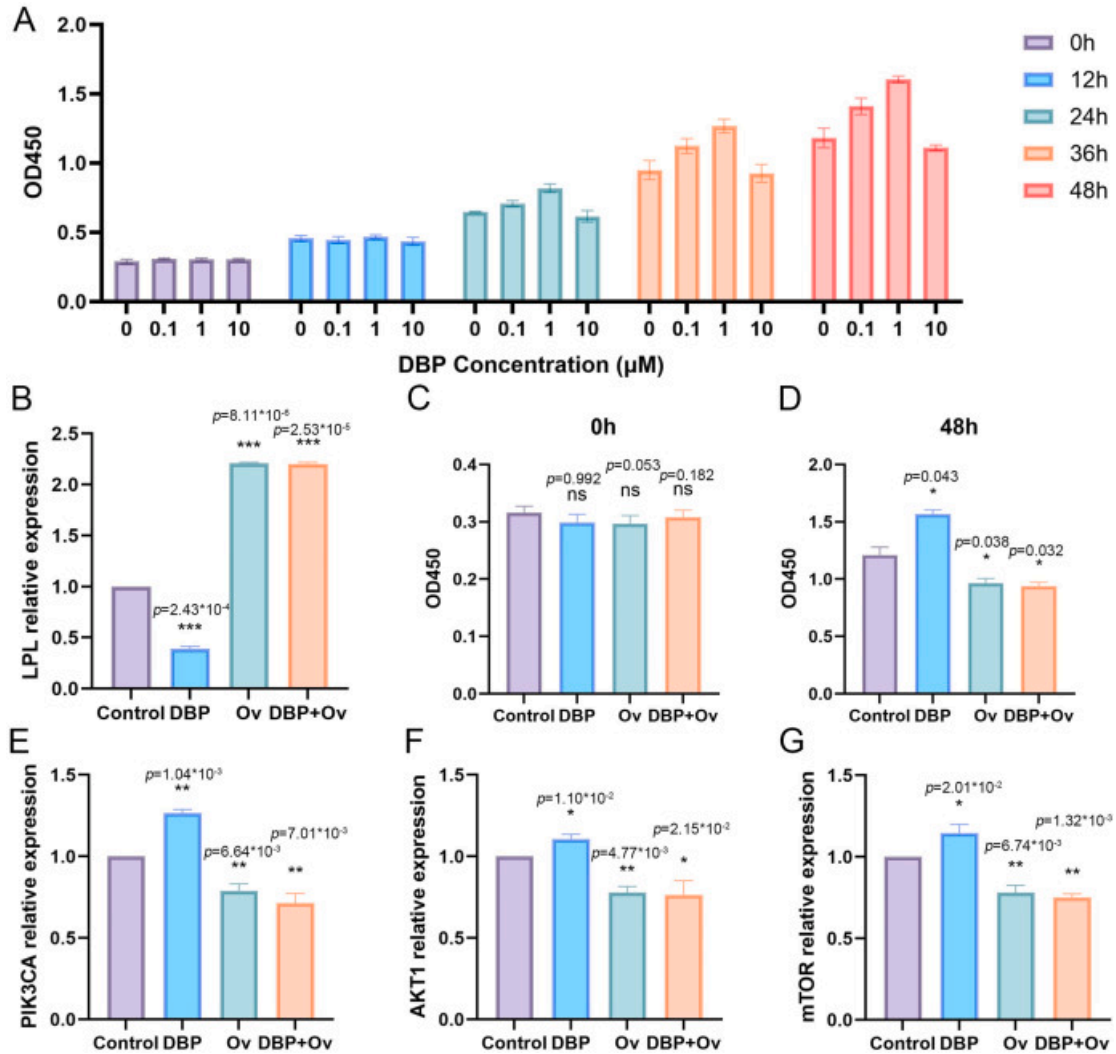 A
2.0
1.5
1.0
0.5
0.0
OD450
0 0.1 1 10 0 0.1 1 10 0 0.1 1 10 0 0.1 1 10 0 0.1 1 10
DBP Concentration (µM)
0h
12h
24h
36h
48h
B
LPL relative expression
2.5
2.0
1.5
1.0
0.5
0.0
p=2.43*10-4
***
p=8.11*10-6
***
p=2.53*10-5
***
Control DBP Ov DBP+Ov
C
0h
OD450
0.4
0.3
0.2
0.1
0.0
p=0.992
ns
p=0.053
ns
p=0.182
ns
Control DBP Ov DBP+Ov
D
48h
OD450
2.0
1.5
1.0
0.5
0.0
p=0.043
*
p=0.038
*
p=0.032
*
Control DBP Ov DBP+Ov
E
PIK3CA relative expression
1.5
1.0
0.5
0.0
p=1.04*10-3
**
p=6.64*10-3
**
p=7.01*10-3
**
Control DBP Ov DBP+Ov
F
AKT1 relative expression
1.5
1.0
0.5
0.0
p=1.10*10-2
*
p=4.77*10-3
**
p=2.15*10-2
*
Control DBP Ov DBP+Ov
G
mTOR relative expression
1.5
1.0
0.5
0.0
p=2.01*10-2
*
p=6.74*10-3
**
p=1.32*10-3
**
Control DBP Ov DBP+Ov